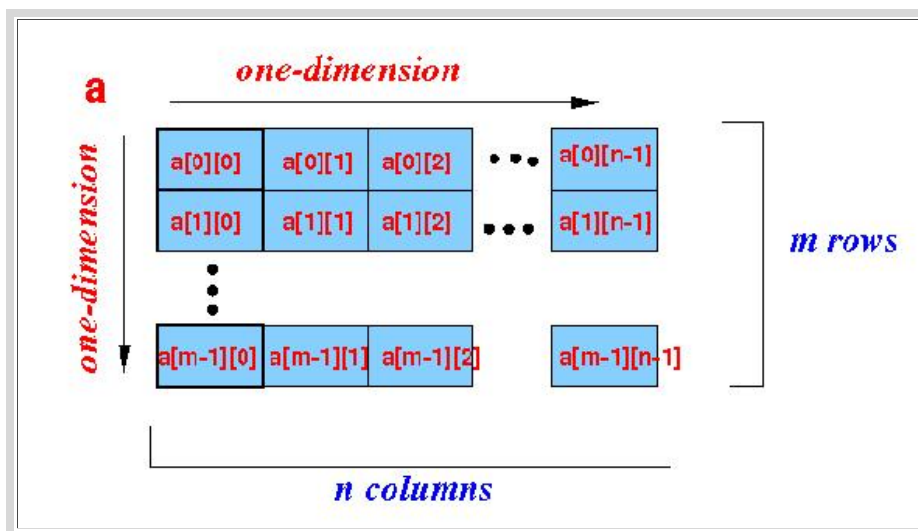 one-dimension
a
one-dimension
a[0][0] a[0][1] a[0][2] a[0][n-1]
a[1][0] a[1][1] a[1][2] a[1][n-1]
m rows
a[m-1][0] a[m-1][1] a[m-1][2] a[m-1][n-1]
n columns